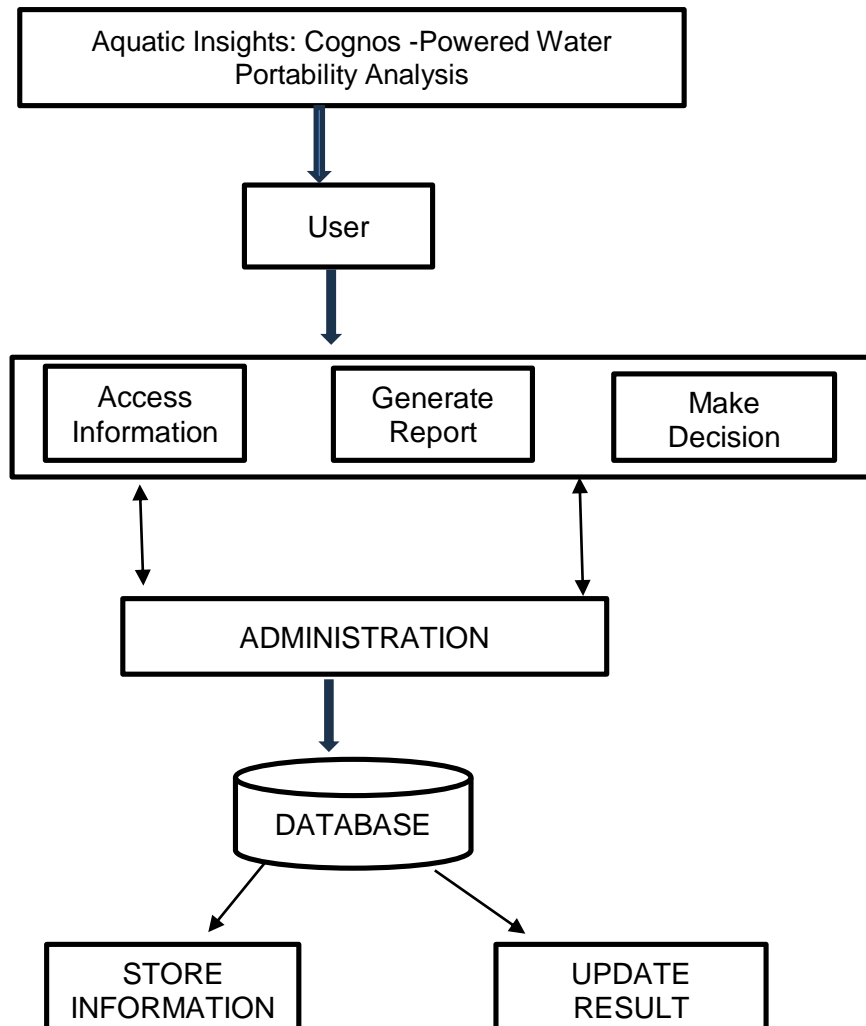 Aquatic Insights: Cognos -Powered Water
Portability Analysis
User
Access
Information
Generate
Report
Make
Decision
ADMINISTRATION
DATABASE
STORE
INFORMATION
UPDATE
RESULT